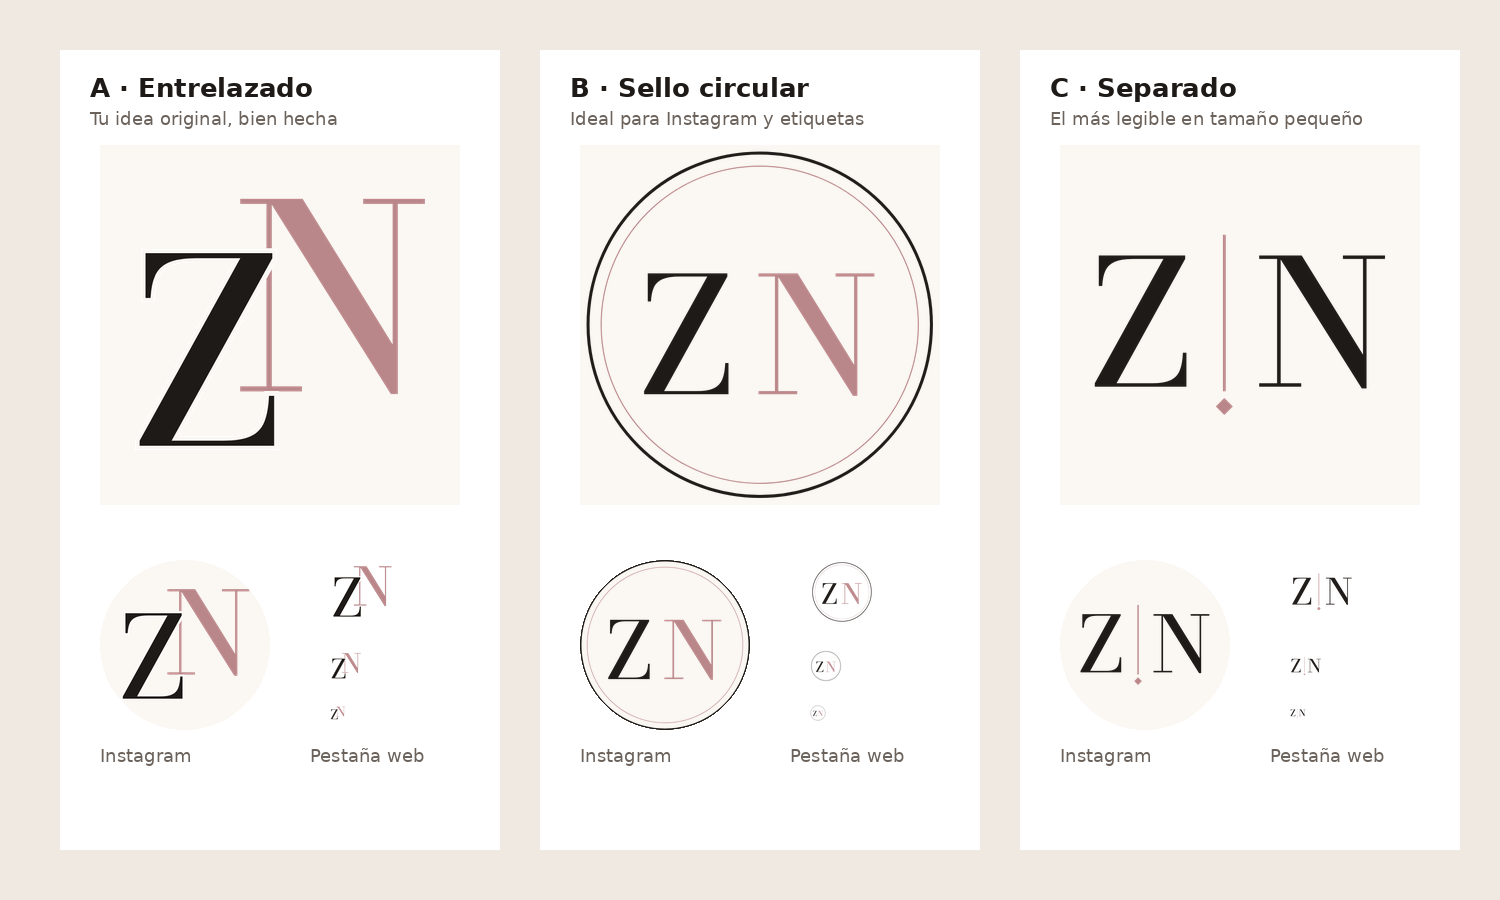 A · Entrelazado
Tu idea original, bien hecha
ZN
ZN
ZN
ZN
ZN
Instagram
Pestaña web
B · Sello circular
Ideal para Instagram y etiquetas
ZN
ZN
ZN
ZN
ZN
Instagram
Pestaña web
C · Separado
El más legible en tamaño pequeño
Z|N
Z|N
Z|N
Z|N
Z|N
Instagram
Pestaña web